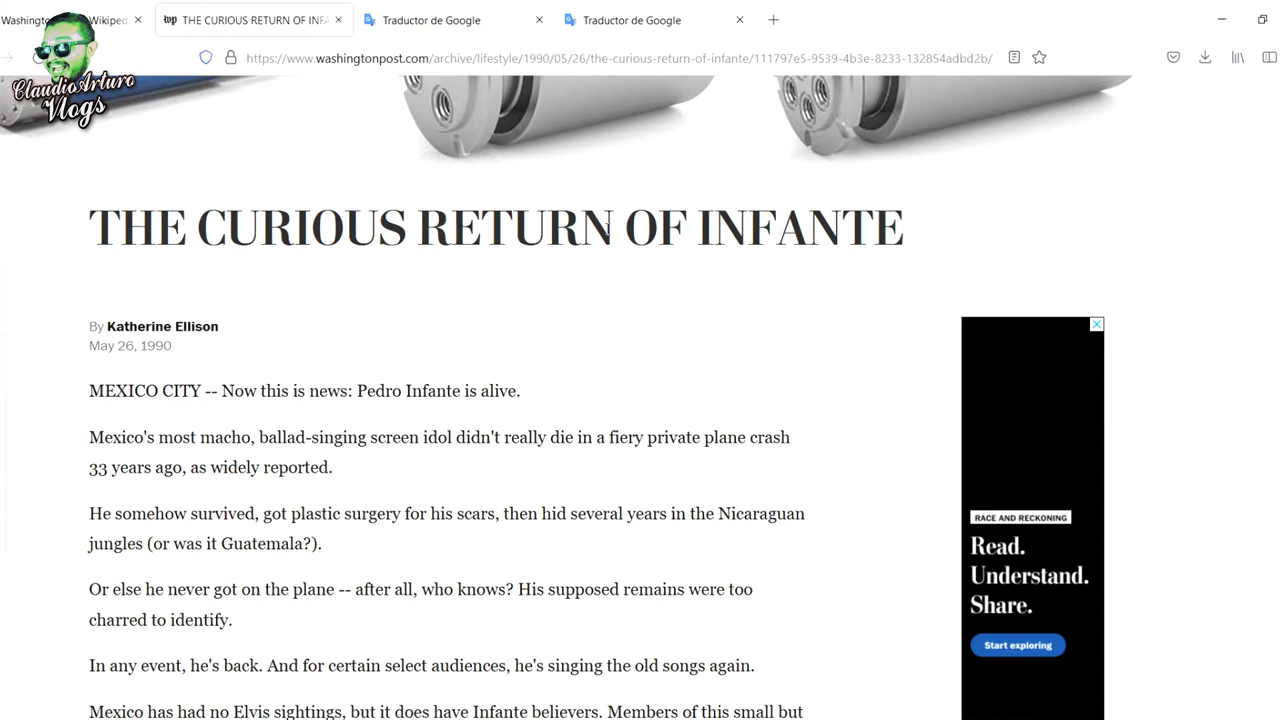 Washington
Wikiped
THE CURIOUS RETURN OF INFA
Traductor de Google
Traductor de Google
https://www.washingtonpost.com/archive/lifestyle/1990/05/26/the-curious-return-of-infante/111797e5-9539-4b3e-8233-132854adbd2b/
ClaudioArturo
Vlogs
THE CURIOUS RETURN OF INFANTE
By Katherine Ellison
May 26, 1990
MEXICO CITY -- Now this is news: Pedro Infante is alive.
Mexico's most macho, ballad-singing screen idol didn't really die in a fiery private plane crash
33 years ago, as widely reported.
He somehow survived, got plastic surgery for his scars, then hid several years in the Nicaraguan
jungles (or was it Guatemala?).
Or else he never got on the plane -- after all, who knows? His supposed remains were too
charred to identify.
In any event, he's back. And for certain select audiences, he's singing the old songs again.
Mexico has had no Elvis sightings, but it does have Infante believers. Members of this small but
RACE AND RECKONING
Read.
Understand.
Share.
Start exploring